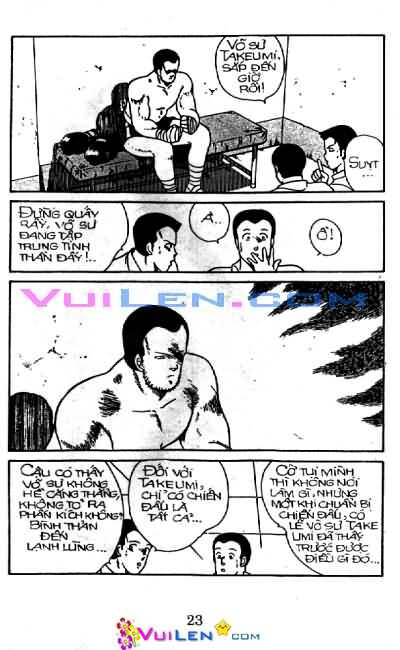 VÕ SƯ
TAKEUMI,
SẮP ĐẾN
GIỜ
RỒI!
SUYT
...
ĐỪNG QUẤY
RẦY, VÕ SƯ
ĐANG TẬP
TRUNG TINH
THẦN ĐẤY!...
À...
Ồ!
VUILEN.COM
CẬU CÓ THẤY
VÕ SƯ KHÔNG
HỀ CĂNG THẲNG,
KHÔNG TỎ RA
PHẤN KÍCH KHÔNG?
BÌNH THẢN
ĐẾN
LẠNH LÙNG...
ĐỐI VỚI
TAKEUMI,
CHỈ "CÓ CHIẾN
ĐẤU LÀ
TẤT CẢ"...
CỠ TỤI MÌNH
THÌ KHÔNG NÓI
LÀM GÌ, NHƯNG
MỘT KHI CHUẨN BỊ
CHIẾN ĐẤU, CÓ
LẼ VÕ SƯ TAKE
UMI ĐÃ THẤY
TRƯỚC ĐƯỢC
ĐIỀU GÌ ĐÓ...
23
VUILEN.COM